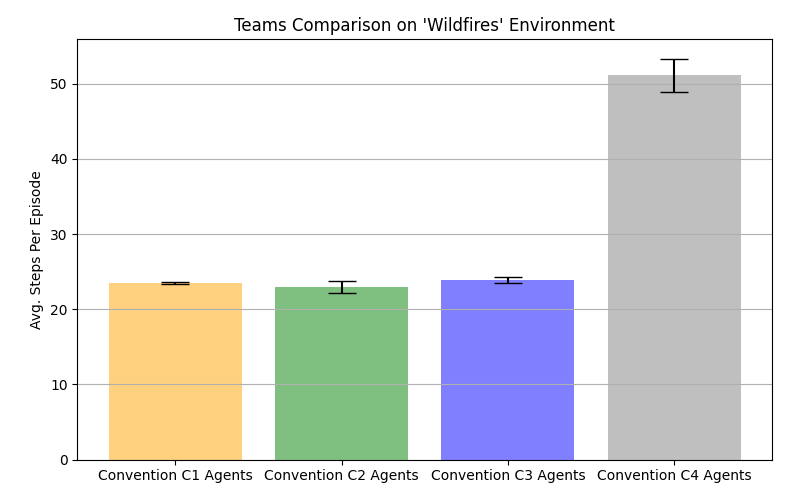 Teams Comparison on 'Wildfires' Environment
Avg. Steps Per Episode
50
40
30
20
10
0
Convention C1 Agents
Convention C2 Agents
Convention C3 Agents
Convention C4 Agents